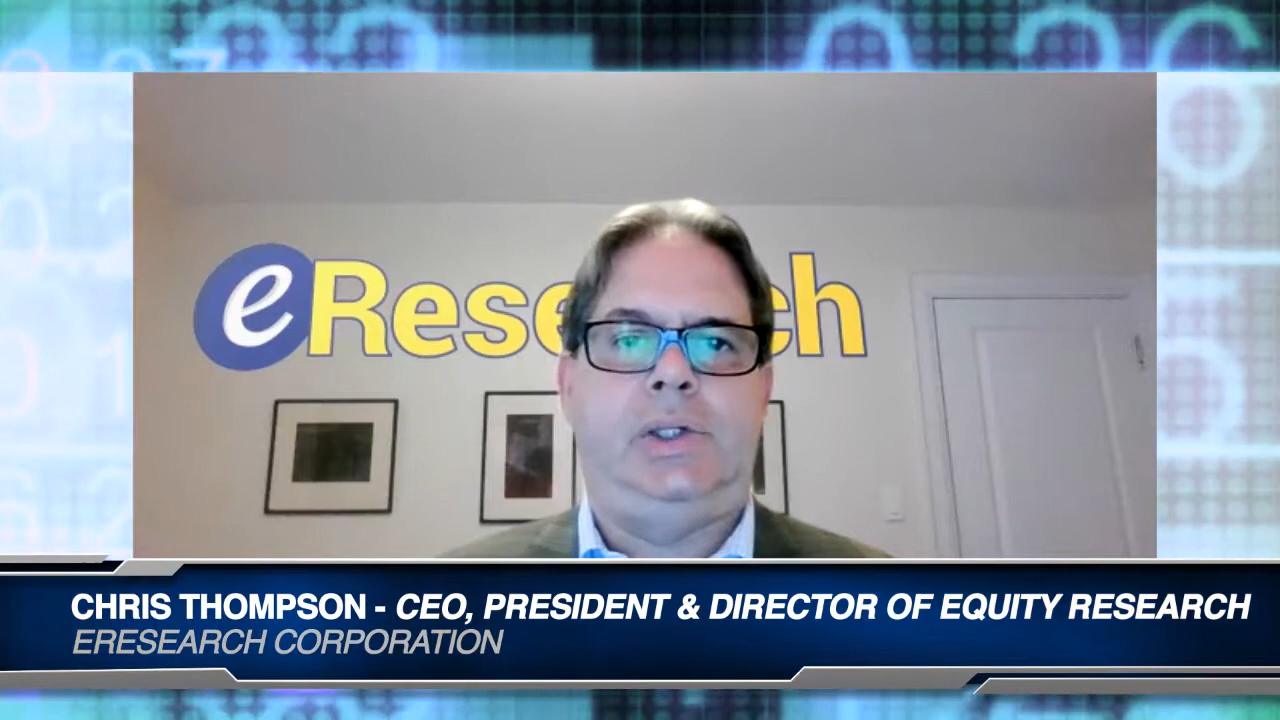 eRese ch
CHRIS THOMPSON - CEO, PRESIDENT & DIRECTOR OF EQUITY RESEARCH
ERESEARCH CORPORATION